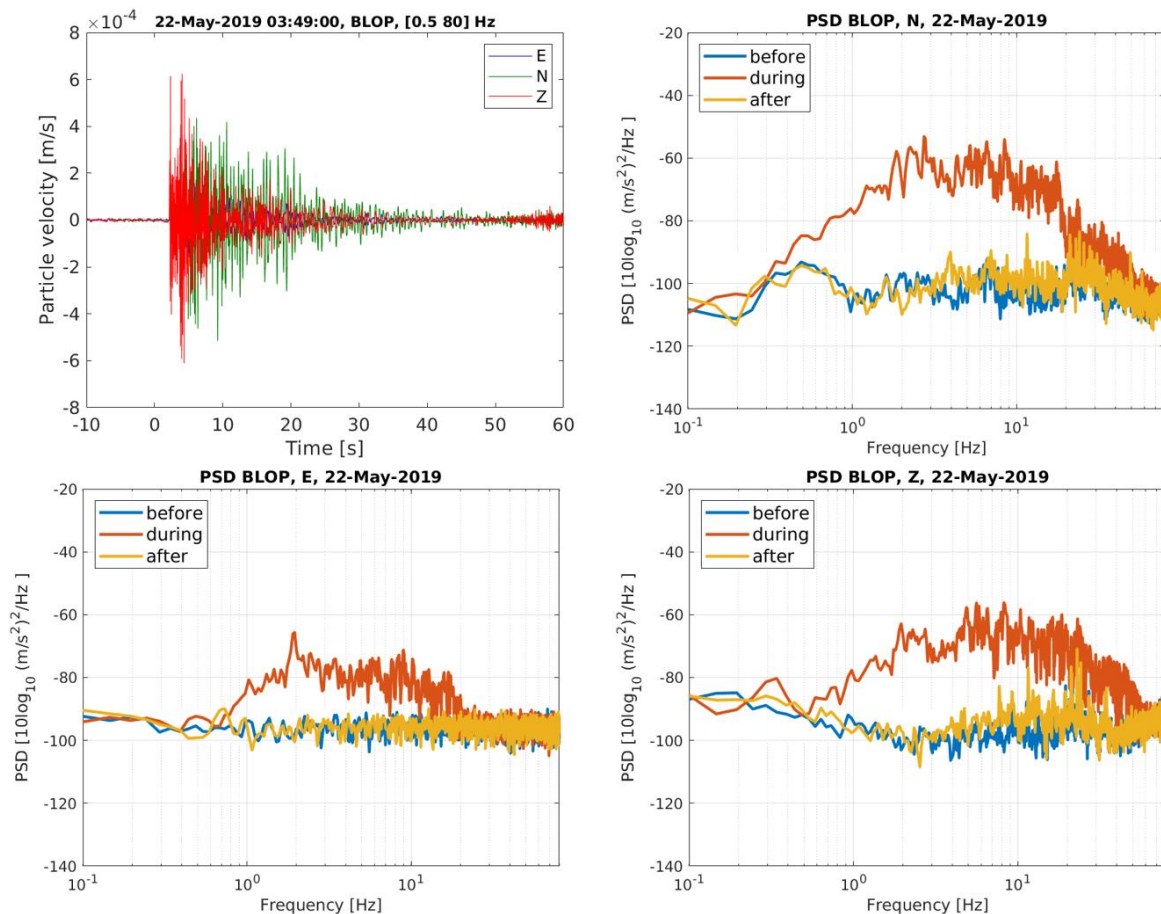 ×10⁻⁴
22-May-2019 03:49:00, BLOP, [0.5 80] Hz
8
6
4
2
0
-2
-4
-6
-8
Particle velocity [m/s]
E
N
Z
-10 0 10 20 30 40 50 60
Time [s]
PSD BLOP, N, 22-May-2019
-20
-40
-60
-80
-100
-120
-140
PSD [10log₁₀ (m/s²)²/Hz ]
before
during
after
10⁻¹ 10⁰ 10¹
Frequency [Hz]
PSD BLOP, E, 22-May-2019
-20
-40
-60
-80
-100
-120
-140
PSD [10log₁₀ (m/s²)²/Hz ]
before
during
after
10⁻¹ 10⁰ 10¹
Frequency [Hz]
PSD BLOP, Z, 22-May-2019
-20
-40
-60
-80
-100
-120
-140
PSD [10log₁₀ (m/s²)²/Hz ]
before
during
after
10⁻¹ 10⁰ 10¹
Frequency [Hz]